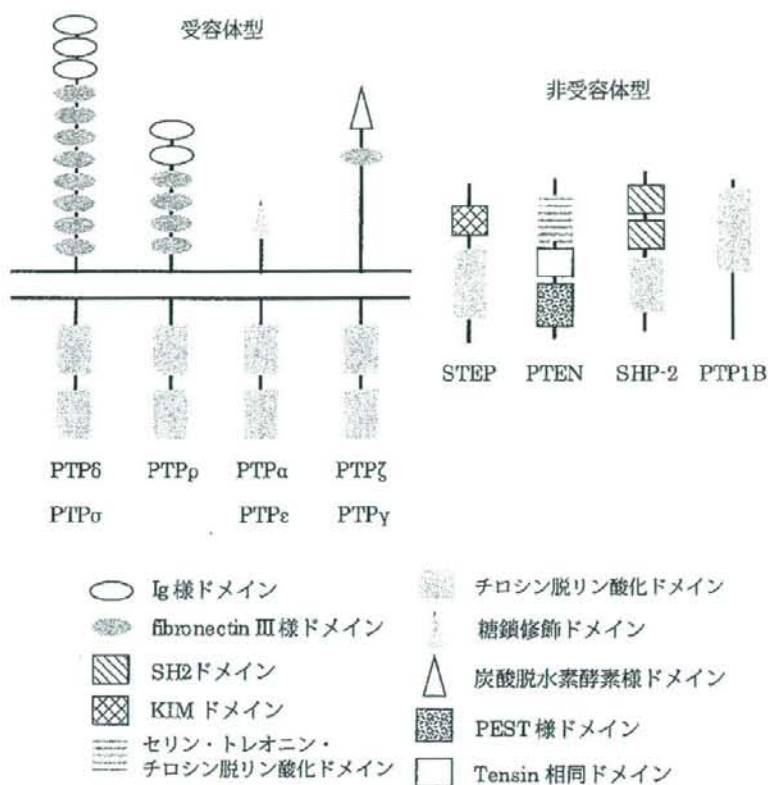 受容体型
非受容体型
STEP PTEN SHP-2 PTP1B
PTPδ PTPρ PTPα PTPζ
PTPσ PTPε PTPγ
Ig 様ドメイン
fibronectin III様ドメイン
SH2ドメイン
KIM ドメイン
セリン・トレオニン・
チロシン脱リン酸化ドメイン
チロシン脱リン酸化ドメイン
糖鎖修飾ドメイン
炭酸脱水素酵素様ドメイン
PEST 様ドメイン
Tensin 相同ドメイン